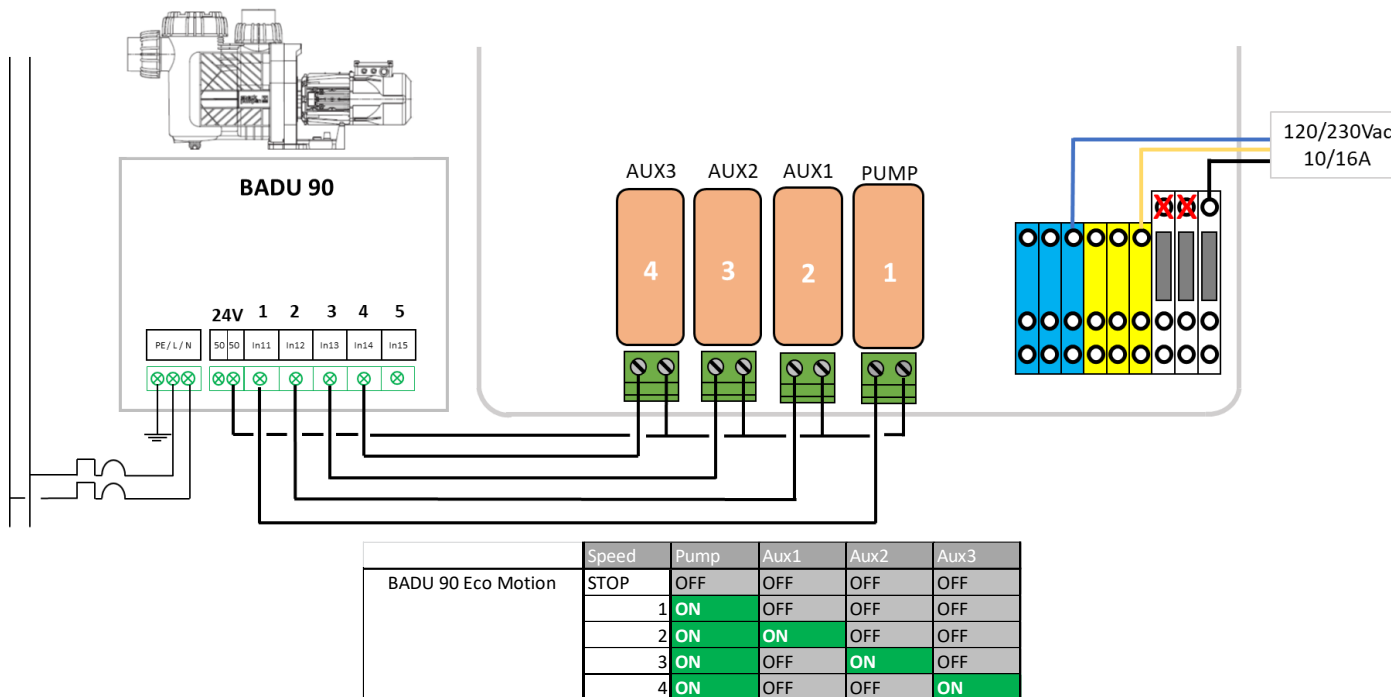 120/230Vac
10/16A
AUX3 AUX2 AUX1 PUMP
BADU 90
4 3 2 1
24V 1 2 3 4 5
PE / L / N 50 50 In11 In12 In13 In14 In15
Speed Pump Aux1 Aux2 Aux3
BADU 90 Eco Motion STOP OFF OFF OFF OFF
1 ON OFF OFF OFF
2 ON ON OFF OFF
3 ON OFF ON OFF
4 ON OFF OFF ON